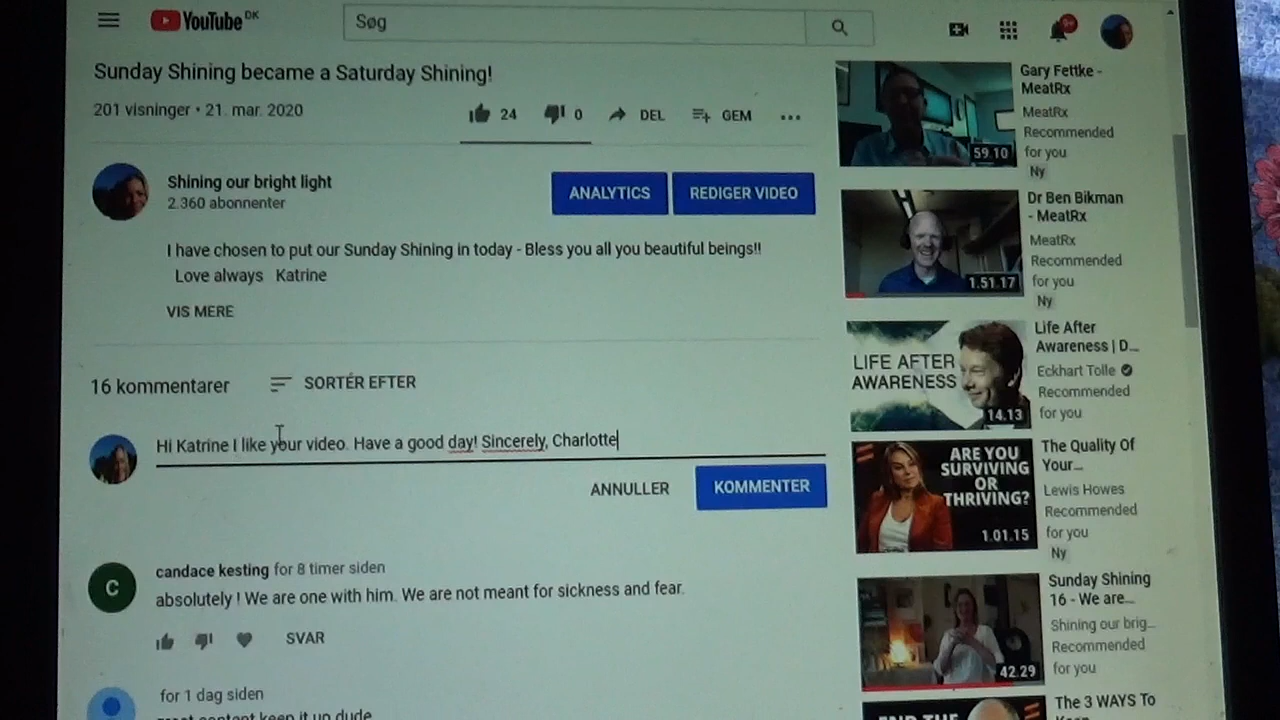 YouTube DK
Søg
9+
Sunday Shining became a Saturday Shining!
201 visninger • 21. mar. 2020
24
0
DEL
GEM
Shining our bright light
2.360 abonnenter
ANALYTICS
REDIGER VIDEO
I have chosen to put our Sunday Shining in today - Bless you all you beautiful beings!!
Love always Katrine
VIS MERE
16 kommentarer
SORTÉR EFTER
Hi Katrine I like your video. Have a good day! Sincerely, Charlotte
ANNULLER
KOMMENTER
C
candace kesting for 8 timer siden
absolutely ! We are one with him. We are not meant for sickness and fear.
SVAR
for 1 dag siden
great content keep it up dude
59.10
Gary Fettke -
MeatRx
MeatRx
Recommended
for you
Ny
1.51.17
Dr Ben Bikman
- MeatRx
MeatRx
Recommended
for you
Ny
LIFE AFTER
AWARENESS
14.13
Life After
Awareness | D...
Eckhart Tolle
Recommended
for you
ARE YOU
SURVIVING
OR
THRIVING?
1.01.15
The Quality Of
Your...
Lewis Howes
Recommended
for you
Ny
42.29
Sunday Shining
16 - We are...
Shining our brig...
Recommended
for you
The 3 WAYS To